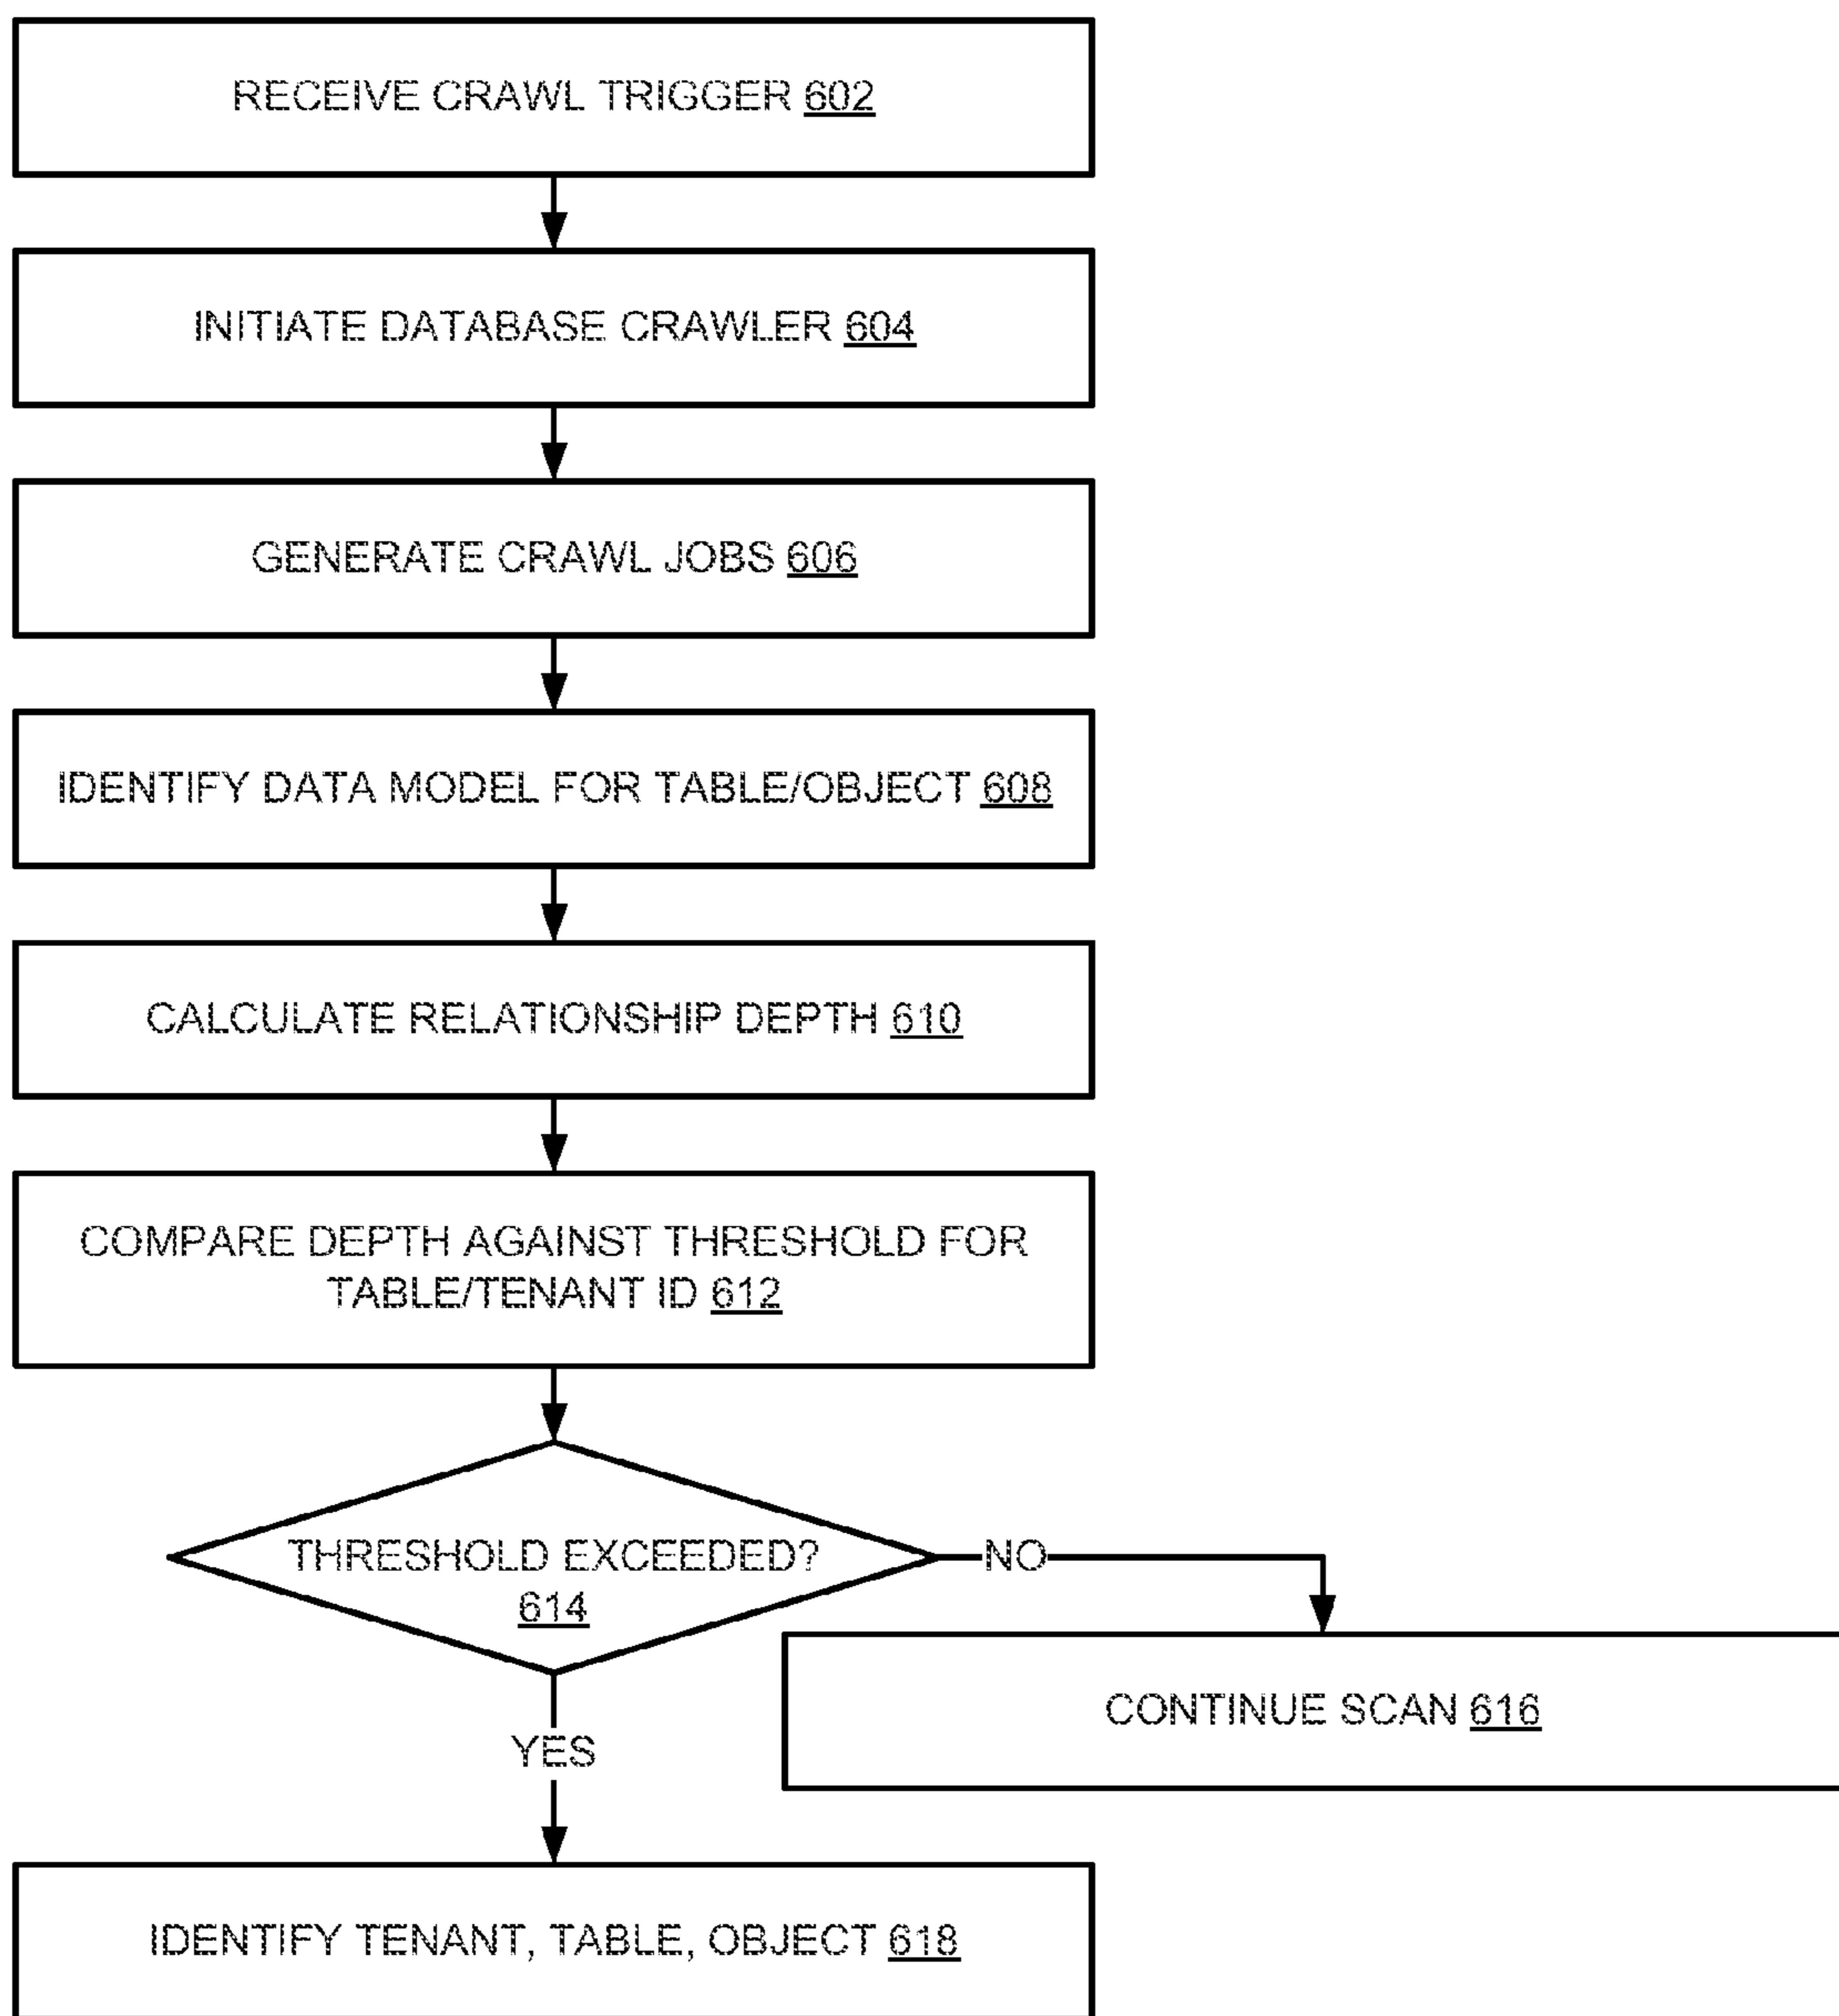 RECEIVE CRAWL TRIGGER 602
INITIATE DATABASE CRAWLER 604
GENERATE CRAWL JOBS 606
IDENTIFY DATA MODEL FOR TABLE/OBJECT 608
CALCULATE RELATIONSHIP DEPTH 610
COMPARE DEPTH AGAINST THRESHOLD FOR
TABLE/TENANT ID 612
THRESHOLD EXCEEDED?
614
NO
CONTINUE SCAN 616
YES
IDENTIFY TENANT, TABLE, OBJECT 618